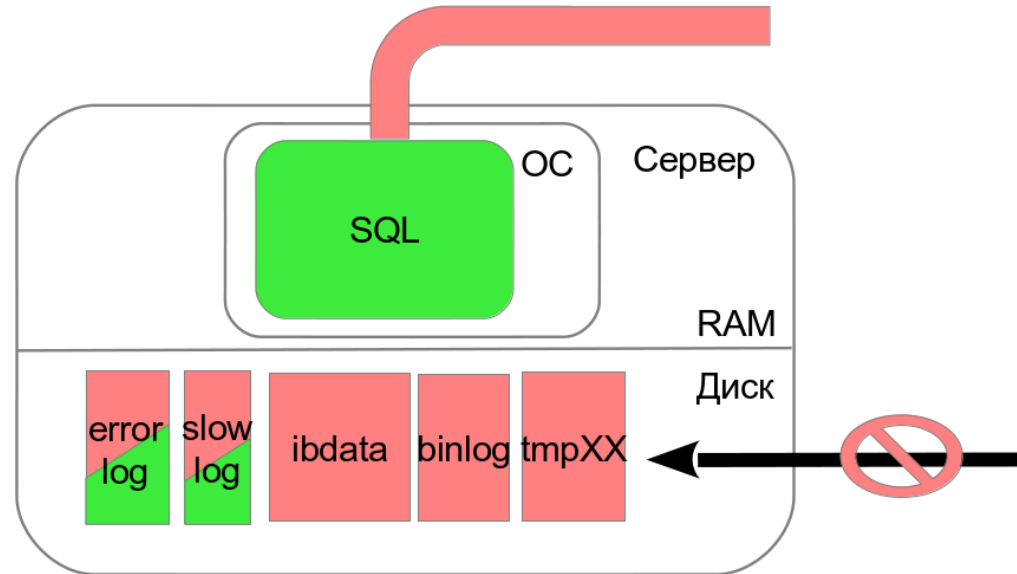 ОС
Сервер
SQL
RAM
Диск
error
log
slow
log
ibdata
binlog
tmpXX